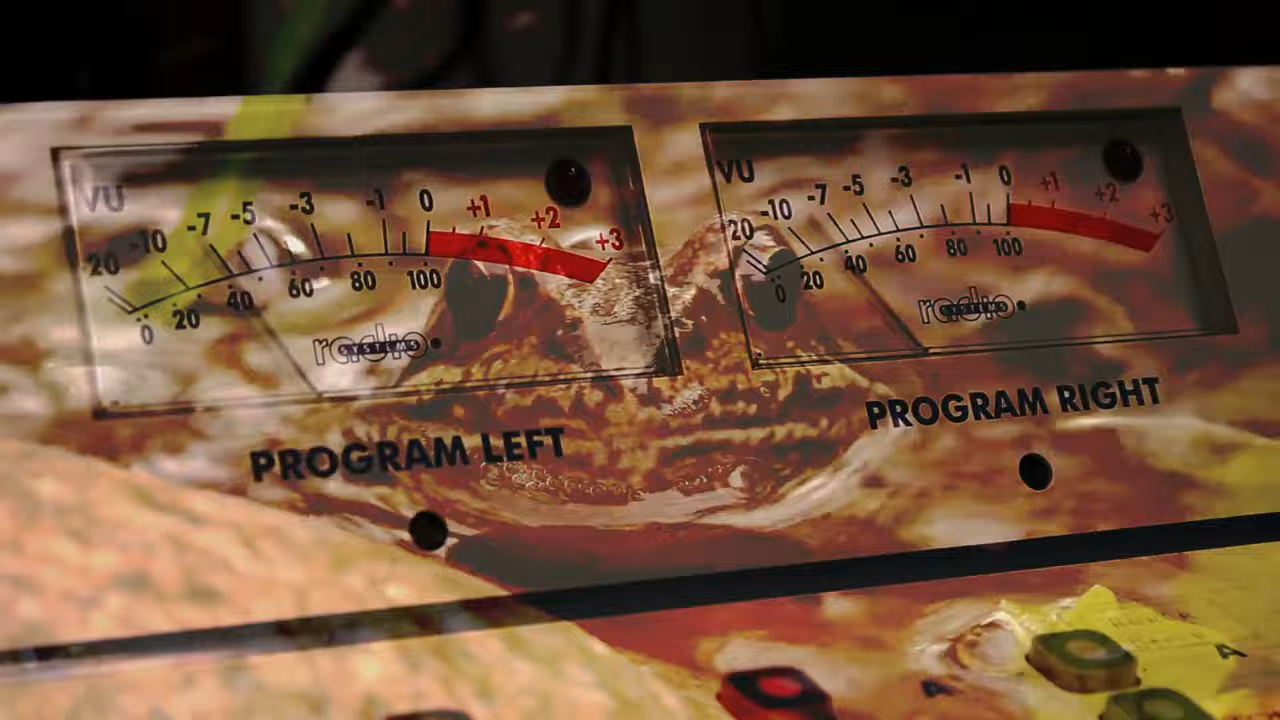 VU
20 -10 -7 -5 -3 -1 0 +1 +2 +3
0 20 40 60 80 100
radio
SYSTEMS
PROGRAM LEFT
VU
20 -10 -7 -5 -3 -1 0 +1 +2 +3
0 20 40 60 80 100
radio
SYSTEMS
PROGRAM RIGHT
A
A